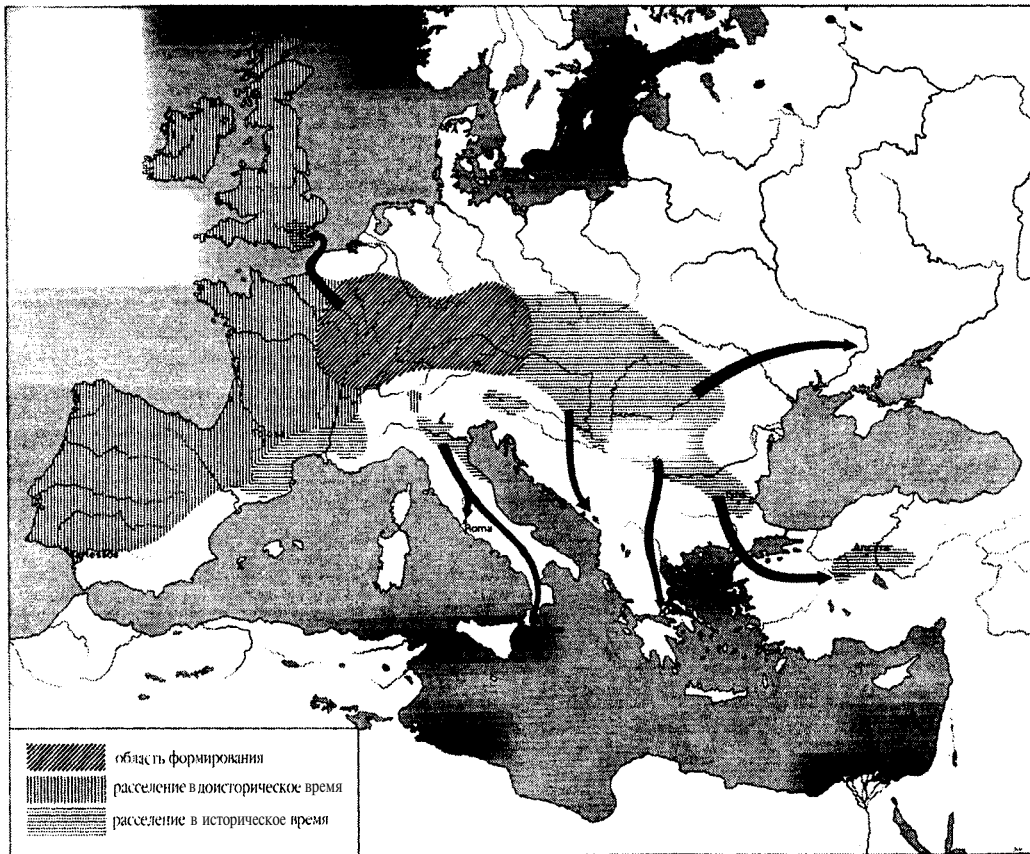 Roma
область формирования
расселение в доисторическое время
расселение в историческое время